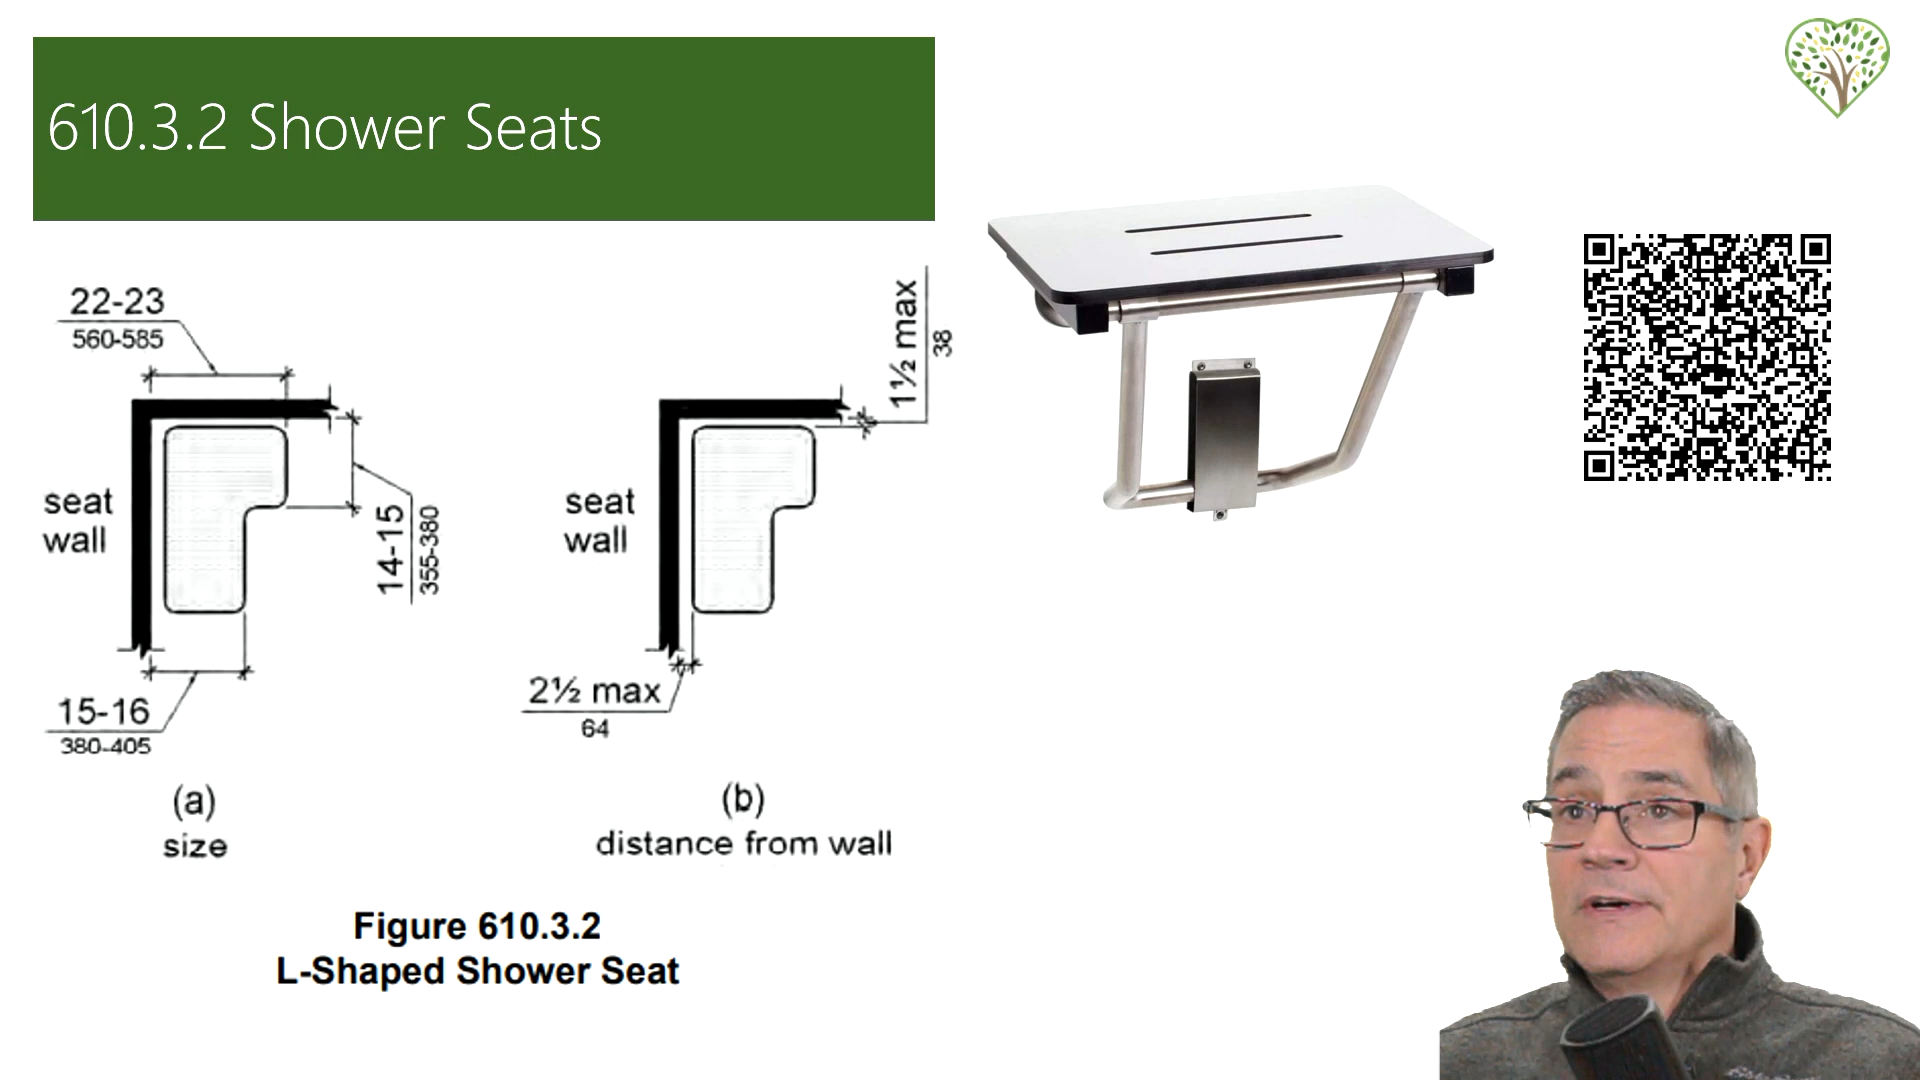 610.3.2 Shower Seats
22-23
560-585
seat
wall
14-15
355-380
15-16
380-405
(a)
size
1½ max
38
seat
wall
2½ max
64
(b)
distance from wall
Figure 610.3.2
L-Shaped Shower Seat